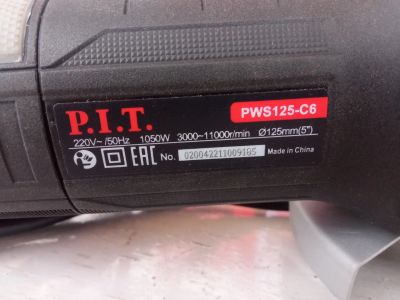 P.I.T. PWS125-C6
220V~ /50Hz 1050W 3000~11000r/min Ø125mm(5")
EAC No. 020042211009105 Made in China